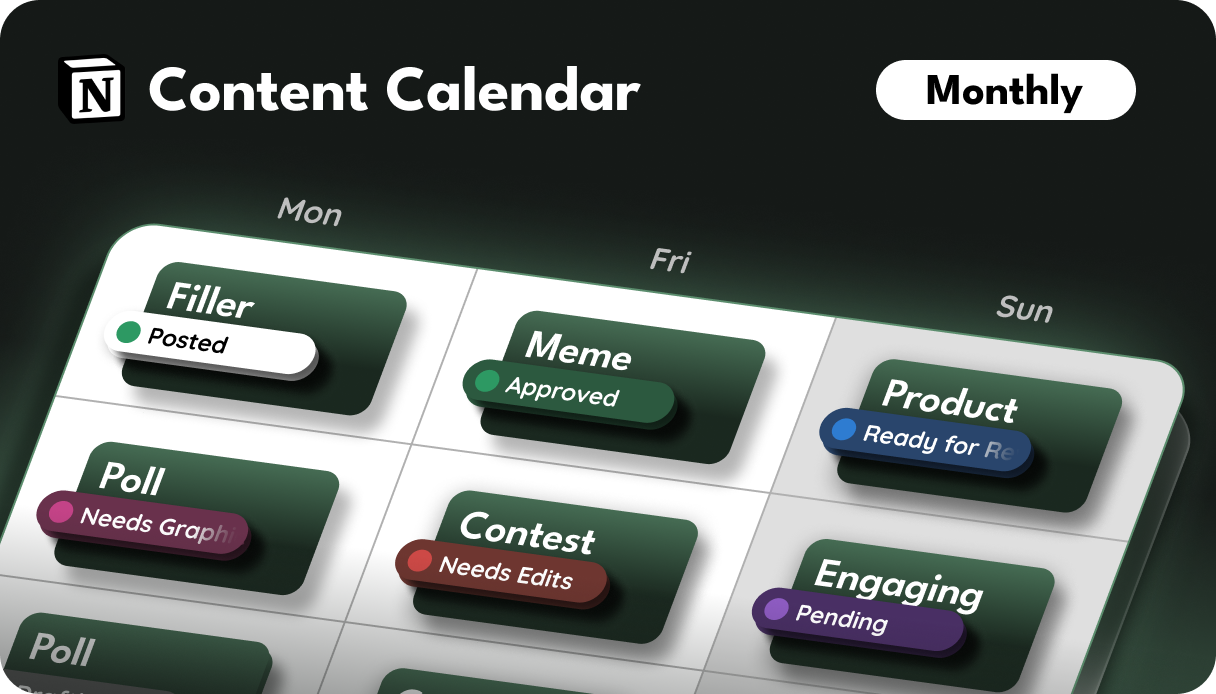 N
Content Calendar
Monthly
Mon
Fri
Sun
Filler
Posted
Meme
Approved
Product
Ready for Re
Poll
Needs Graphi
Contest
Needs Edits
Engaging
Pending
Poll